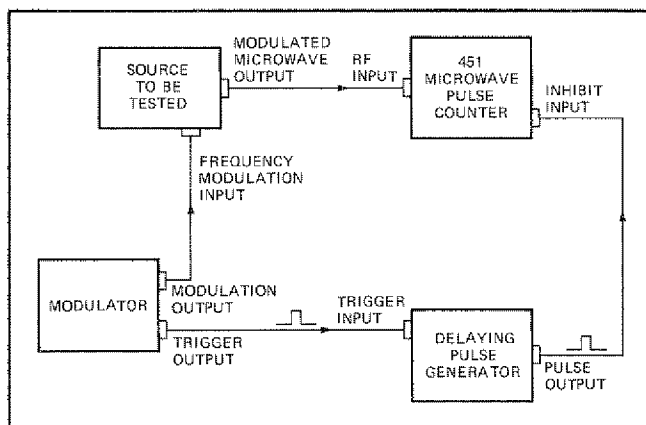 SOURCE
TO BE
TESTED
MODULATED
MICROWAVE
OUTPUT
RF
INPUT
451
MICROWAVE
PULSE
COUNTER
INHIBIT
INPUT
FREQUENCY
MODULATION
INPUT
MODULATOR
MODULATION
OUTPUT
TRIGGER
OUTPUT
TRIGGER
INPUT
DELAYING
PULSE
GENERATOR
PULSE
OUTPUT